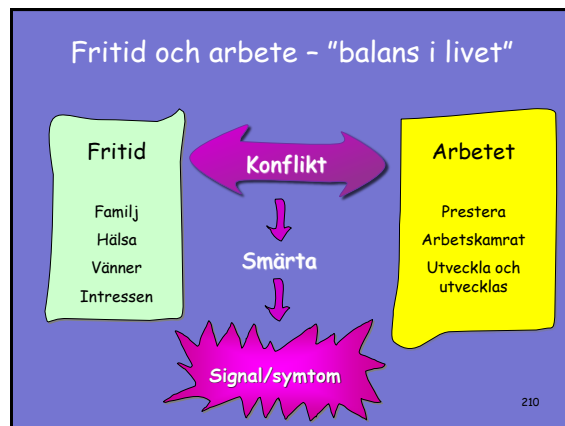 Fritid och arbete – ”balans i livet”
Fritid
Familj
Hälsa
Vänner
Intressen
Konflikt
Smärta
Signal/symtom
Arbetet
Prestera
Arbetskamrat
Utveckla och
utvecklas
210